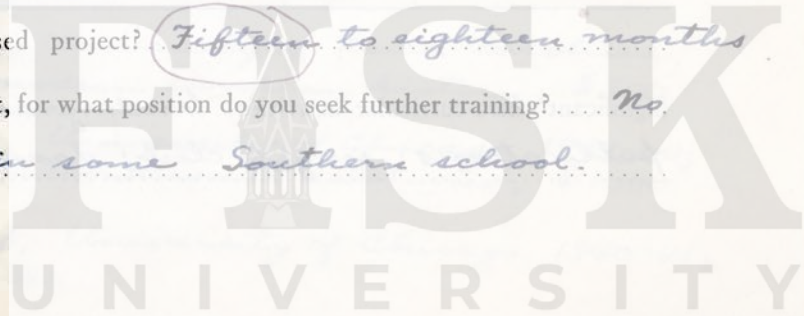 sed project? Fifteen to eighteen months
t, for what position do you seek further training? No
in some Southern school.
FISK
UNIVERSITY